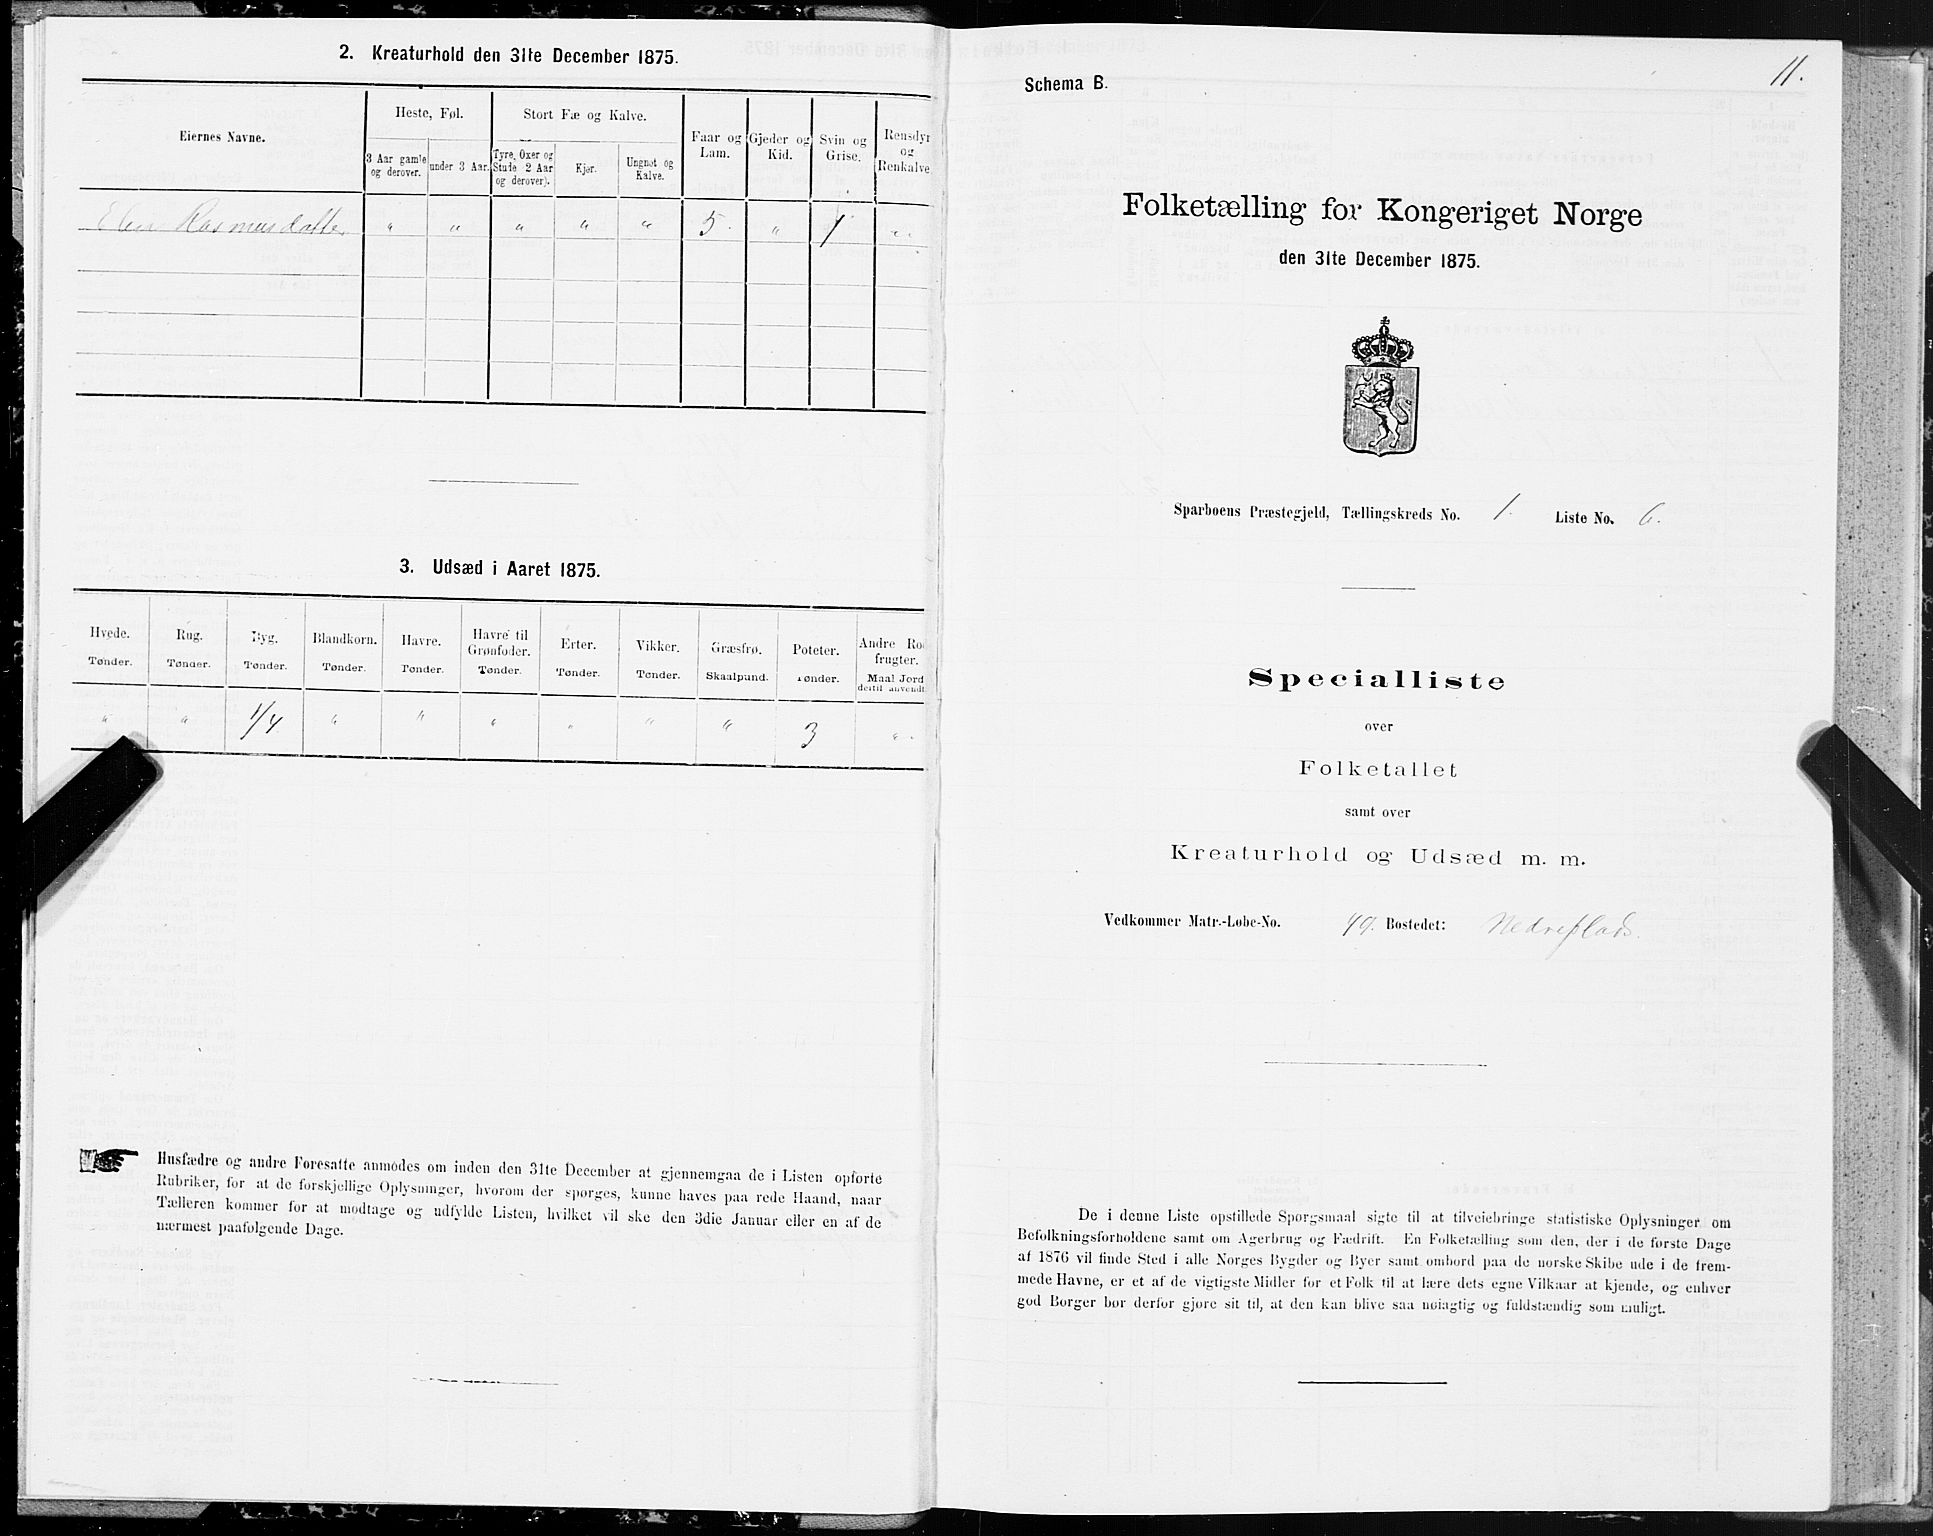 2. Kreaturhold den 31te December 1875.
Eiernes Navne.
Heste, Føl.
Stort Fæ og Kalve.
Faar og Lam.
Gjeder og Kid.
Svin og Grise.
Rensdyr og Renkalve
3 Aar gamle og derover.
under 3 Aar.
Tyre, Oxer og Stude 2 Aar og derover).
Kjør.
Ungnøt og Kalve.
Rasmusdatter " " " " " 5. " 1 "
3. Udsæd i Aaret 1875.
Hvede. Rug. Byg. Blandkorn. Havre. Havre til Grønfoder. Erter. Vikker. Græsfrø. Poteter. Andre Rodfrugter.
Tønder. Tønder. Tønder. Tønder. Tønder. Tønder. Tønder. Tønder. Skaalpund. Tønder. Maal Jord dertil anvendt.
" " 1/4 " " " " " " 3 "
Husfædre og andre Foresatte anmodes om inden den 31te December at gjennemgaa de i Listen opførte
Rubriker, for at de forskjellige Oplysninger, hvorom der spørges, kunne haves paa rede Haand, naar
Tælleren kommer for at modtage og udfylde Listen, hvilket vil ske den 3die Januar eller en af de
nærmest paafølgende Dage.
11.
Schema B.
Folketælling for Kongeriget Norge
den 31te December 1875.
Sparboens Præstegjeld, Tællingskreds No. 1. Liste No. 6.
Specialliste
over
Folketallet
samt over
Kreaturhold og Udsæd m. m.
Vedkommer Matr.-Løbe-No. 49. Bostedet:
De i denne Liste opstillede Spørgsmaal sigte til at tilveiebringe statistiske Oplysninger om
Befolkningsforholdene samt om Agerbrug og Fædrift. En Folketælling som den, der i de første Dage
af 1876 vil finde Sted i alle Norges Bygder og Byer samt ombord paa de norske Skibe ude i de frem-
mede Havne, er et af de vigtigste Midler for et Folk til at lære dets egne Vilkaar at kjende, og enhver
god Borger bør derfor gjøre sit til, at den kan blive saa nøiagtig og fuldstændig som muligt.